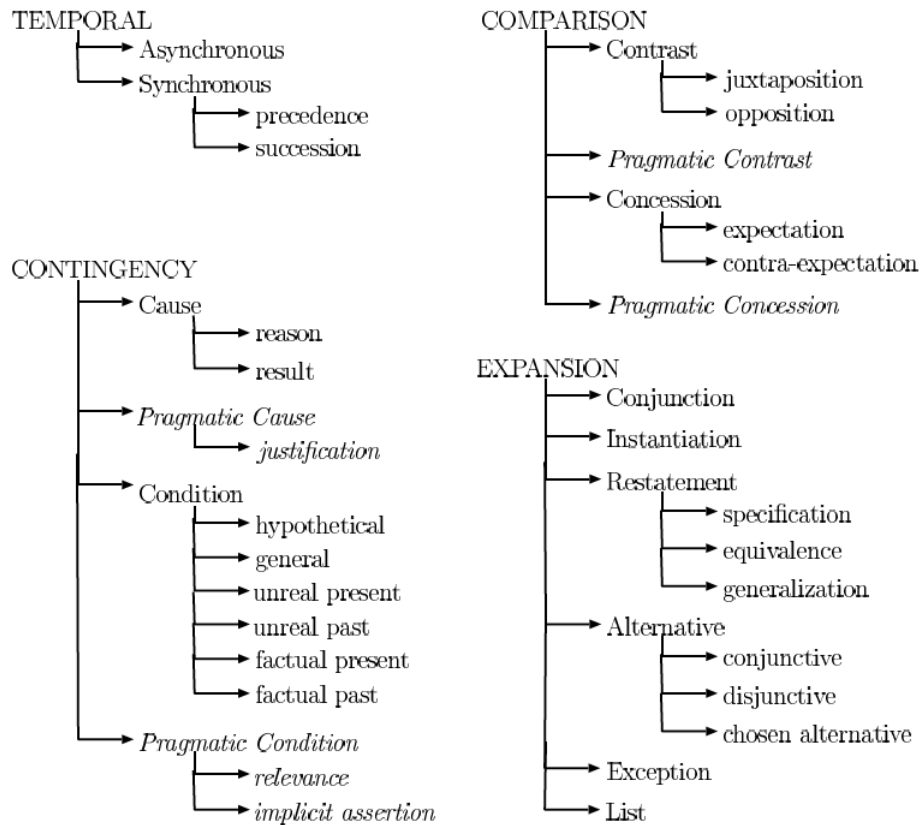 TEMPORAL
Asynchronous
Synchronous
precedence
succession
CONTINGENCY
Cause
reason
result
Pragmatic Cause
justification
Condition
hypothetical
general
unreal present
unreal past
factual present
factual past
Pragmatic Condition
relevance
implicit assertion
COMPARISON
Contrast
juxtaposition
opposition
Pragmatic Contrast
Concession
expectation
contra-expectation
Pragmatic Concession
EXPANSION
Conjunction
Instantiation
Restatement
specification
equivalence
generalization
Alternative
conjunctive
disjunctive
chosen alternative
Exception
List